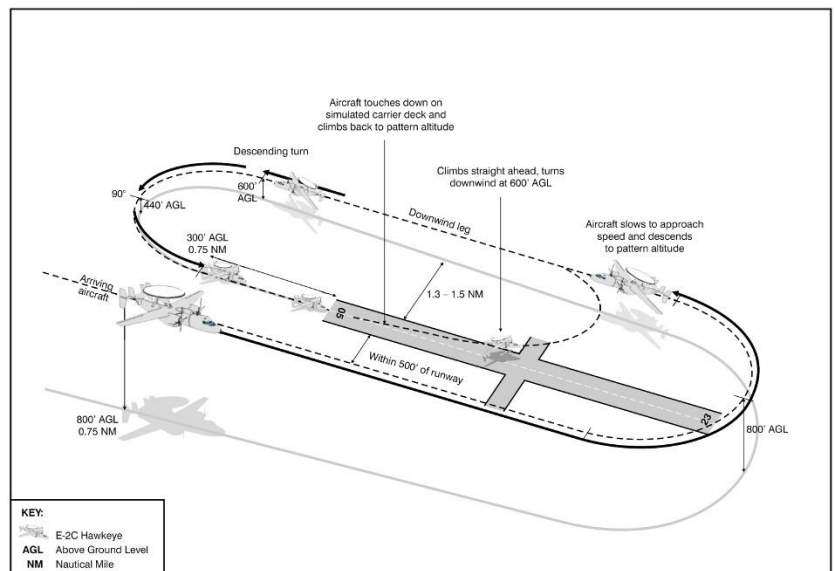 Aircraft touches down on
simulated carrier deck and
climbs back to pattern altitude
Descending turn
Climbs straight ahead, turns
downwind at 600' AGL
90°
600'
AGL
440' AGL
Downwind leg
Aircraft slows to approach
speed and descends
to pattern altitude
300' AGL
0.75 NM
Arriving
aircraft
1.3 – 1.5 NM
05
Within 500' of runway
23
800' AGL
800' AGL
0.75 NM
KEY:
E-2C Hawkeye
AGL Above Ground Level
NM Nautical Mile